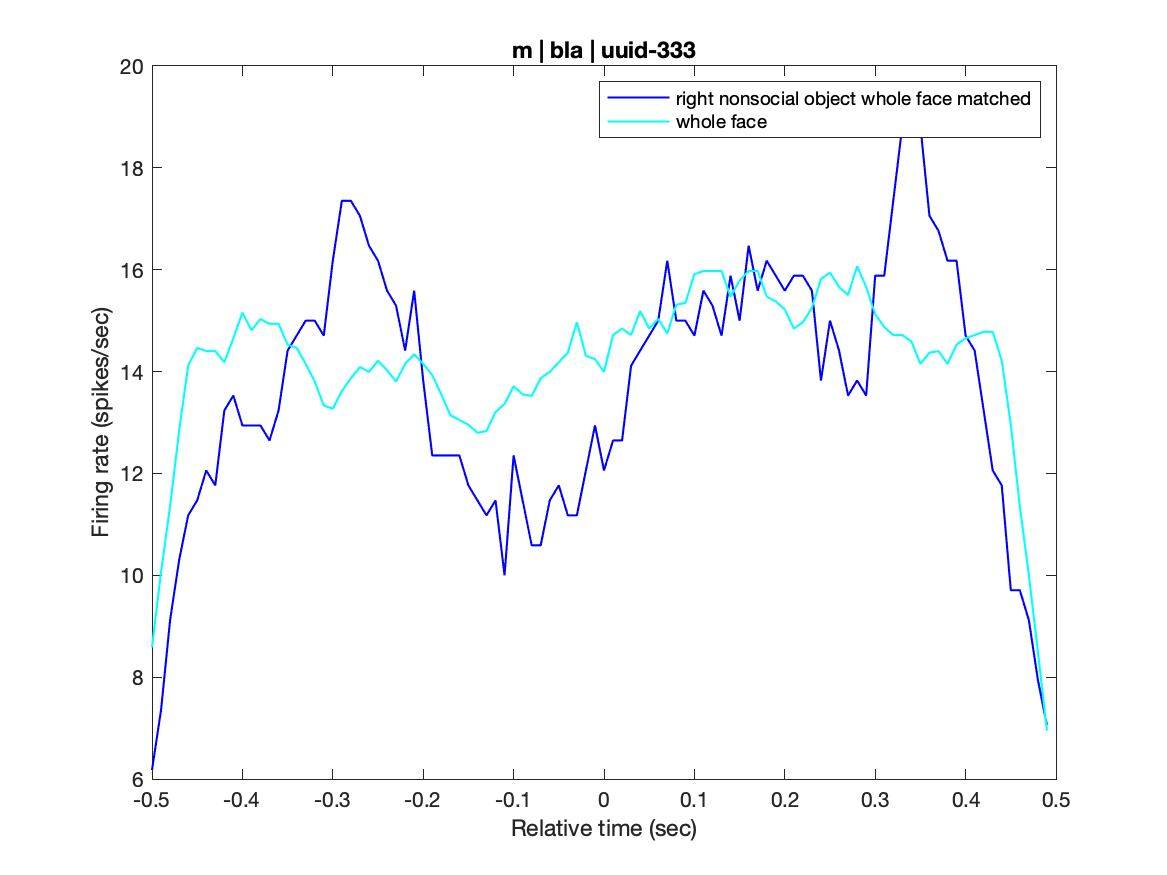 m | bla | uuid-333
right nonsocial object whole face matched
whole face
20
18
16
14
12
10
8
6
Firing rate (spikes/sec)
-0.5 -0.4 -0.3 -0.2 -0.1 0 0.1 0.2 0.3 0.4 0.5
Relative time (sec)